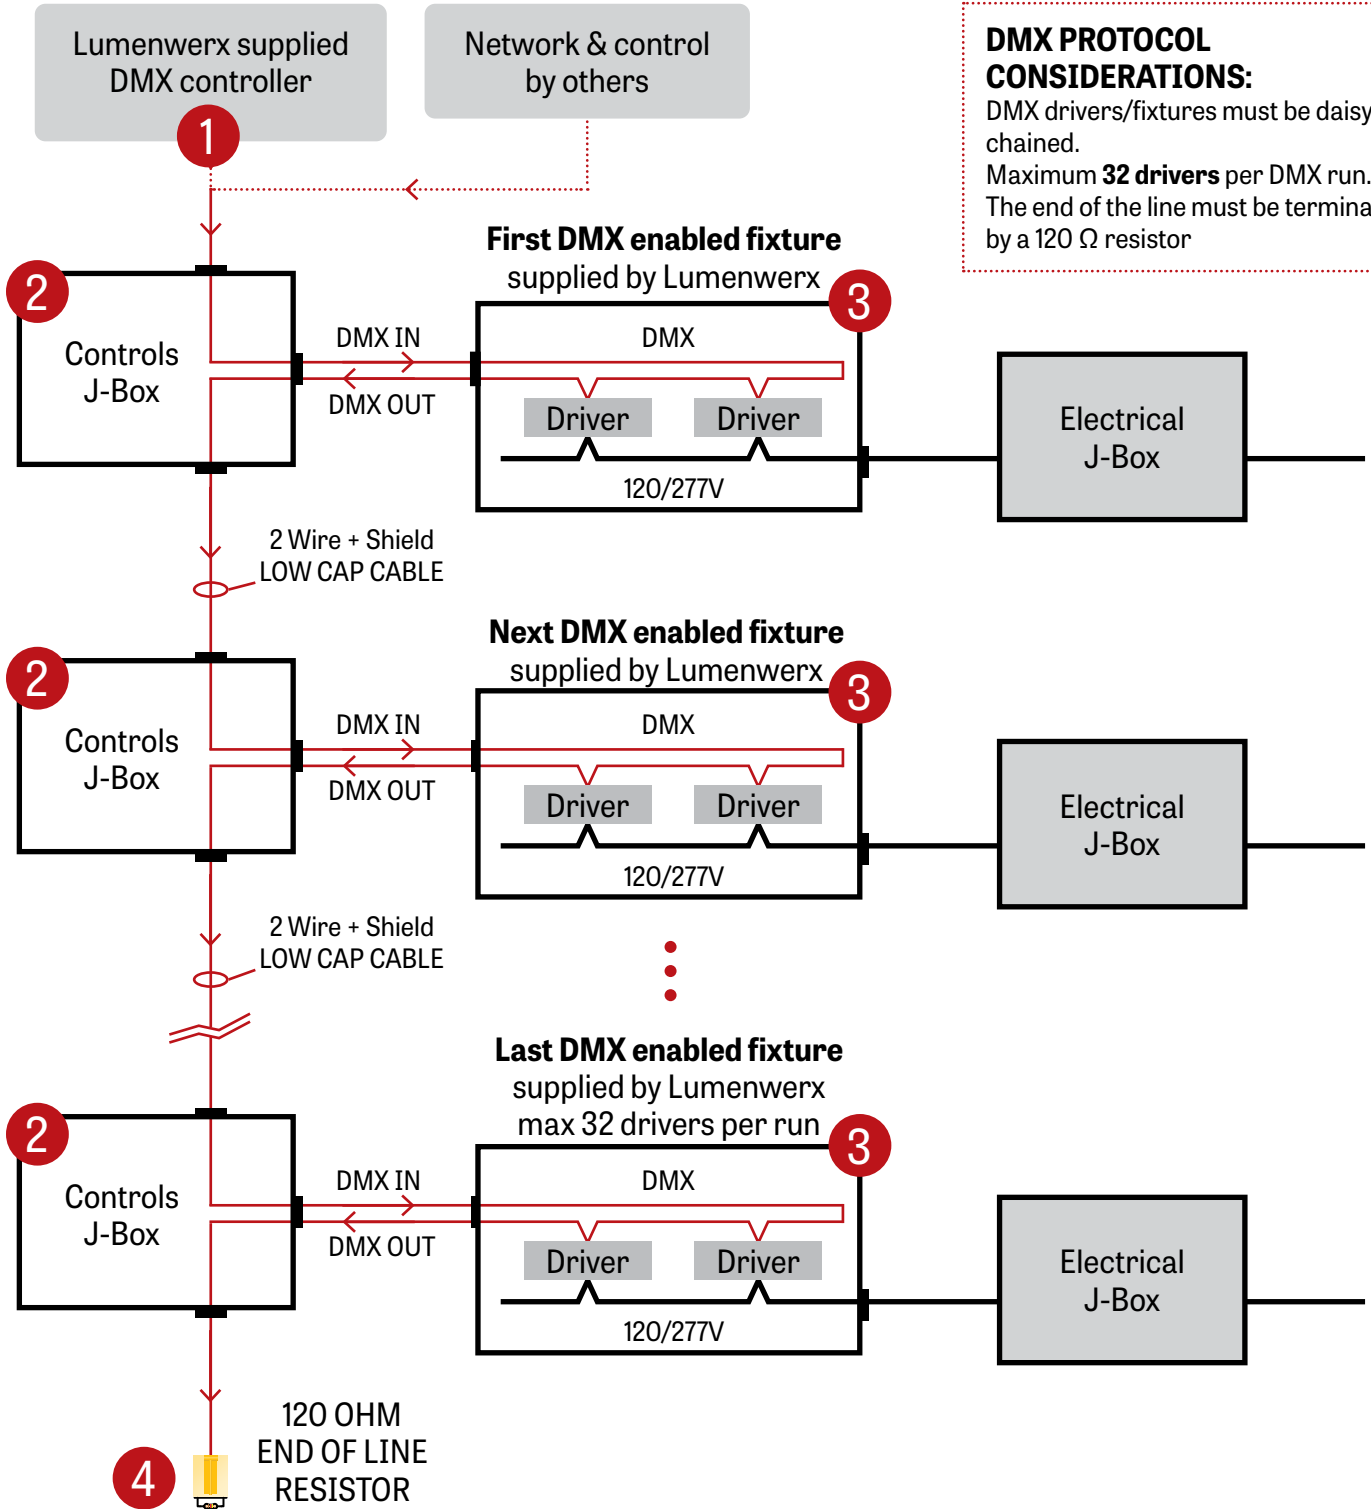 Lumenwerx supplied
DMX controller
1
Network & control
by others
DMX PROTOCOL
CONSIDERATIONS:
DMX drivers/fixtures must be daisy
chained.
Maximum 32 drivers per DMX run.
The end of the line must be termina
by a 120 Ω resistor
First DMX enabled fixture
supplied by Lumenwerx
2
Controls
J-Box
DMX IN
DMX OUT
3
DMX
Driver
Driver
120/277V
Electrical
J-Box
2 Wire + Shield
LOW CAP CABLE
Next DMX enabled fixture
supplied by Lumenwerx
2
Controls
J-Box
DMX IN
DMX OUT
3
DMX
Driver
Driver
120/277V
Electrical
J-Box
2 Wire + Shield
LOW CAP CABLE
Last DMX enabled fixture
supplied by Lumenwerx
max 32 drivers per run
2
Controls
J-Box
DMX IN
DMX OUT
3
DMX
Driver
Driver
120/277V
Electrical
J-Box
4
120 OHM
END OF LINE
RESISTOR